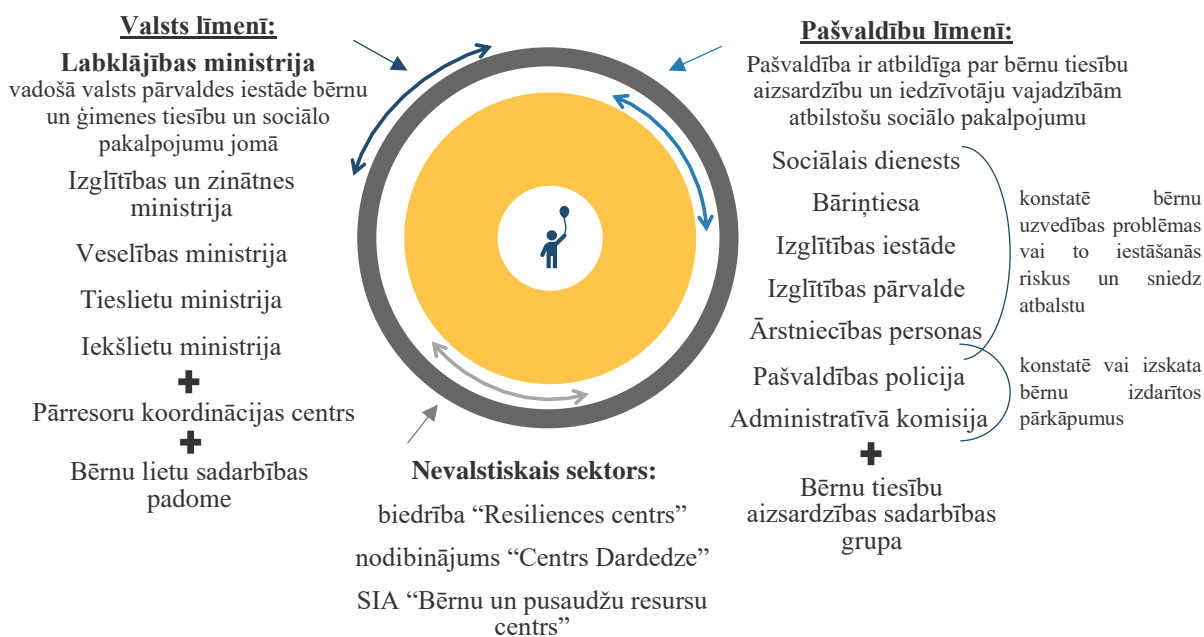 Valsts līmenī:
Labklājības ministrija
vadošā valsts pārvaldes iestāde bērnu
un ģimenes tiesību un sociālo
pakalpojumu jomā
Izglītības un zinātnes
ministrija
Veselības ministrija
Tieslietu ministrija
Iekšlietu ministrija
Pārresoru koordinācijas centrs
Bērnu lietu sadarbības
padome
Nevalstiskais sektors:
biedrība “Resiliences centrs”
nodibinājums “Centrs Dardedze”
SIA “Bērnu un pusaudžu resursu
centrs”
Pašvaldību līmenī:
Pašvaldība ir atbildīga par bērnu tiesību
aizsardzību un iedzīvotāju vajadzībām
atbilstošu sociālo pakalpojumu
Sociālais dienests
Bāriņtiesa
Izglītības iestāde
Izglītības pārvalde
Ārstniecības personas
Pašvaldības policija
Administratīvā komisija
Bērnu tiesību
aizsardzības sadarbības
grupa
konstatē bērnu
uzvedības problēmas
vai to iestāšanās
riskus un sniedz
atbalstu
konstatē vai izskata
bērnu izdarītos
pārkāpumus